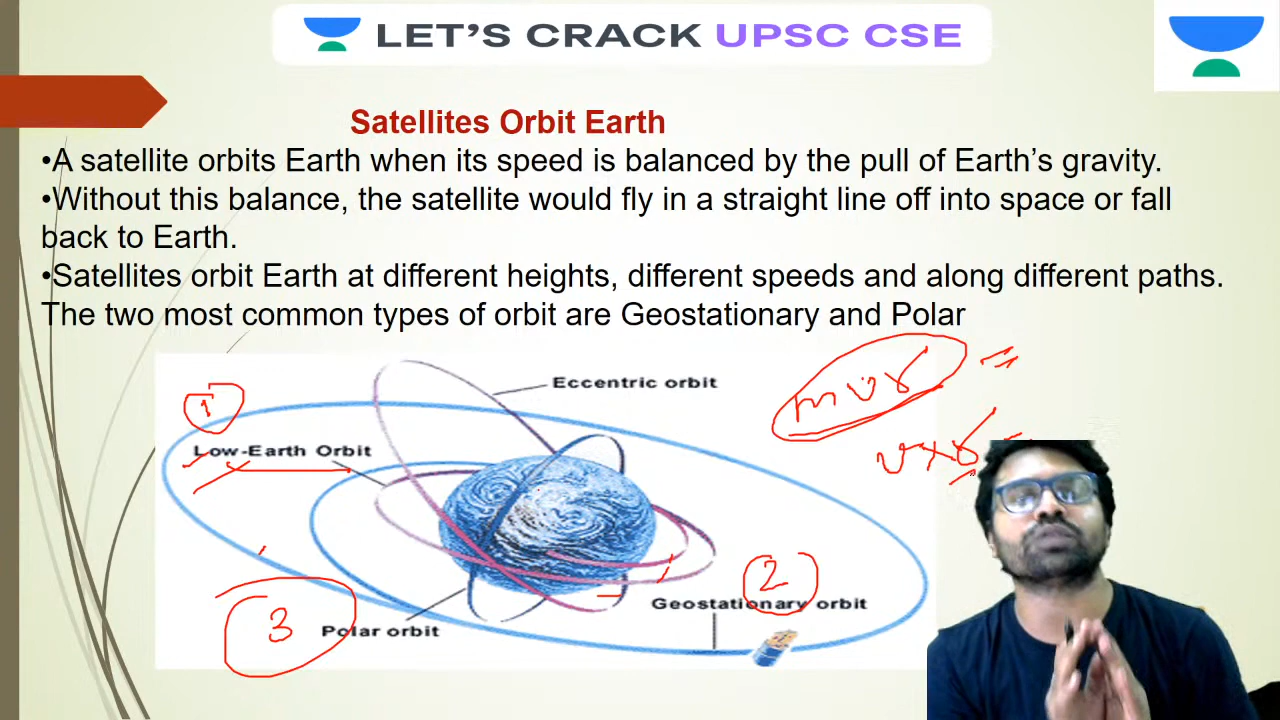 LET'S CRACK UPSC CSE
Satellites Orbit Earth
•A satellite orbits Earth when its speed is balanced by the pull of Earth's gravity.
•Without this balance, the satellite would fly in a straight line off into space or fall
back to Earth.
•Satellites orbit Earth at different heights, different speeds and along different paths.
The two most common types of orbit are Geostationary and Polar
Eccentric orbit
1
mvr =
Low-Earth Orbit
2
Geostationary orbit
3
Polar orbit